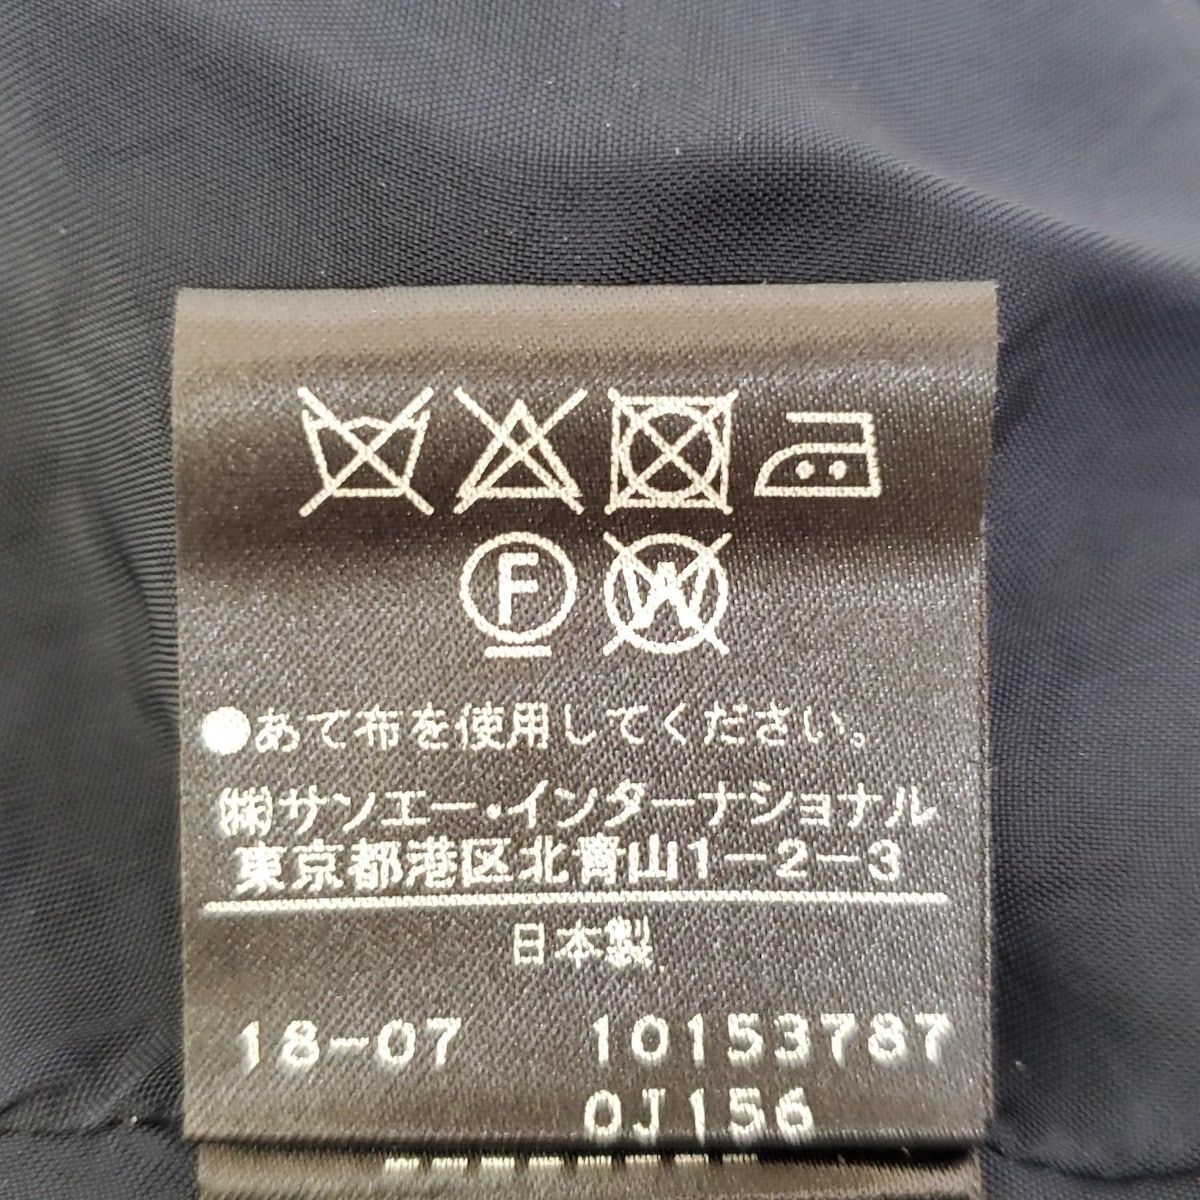 F W
●あて布を使用してください。
㈱サンエー・インターナショナル
東京都港区北青山1-2-3
日本製
18-07 10153787
0J156